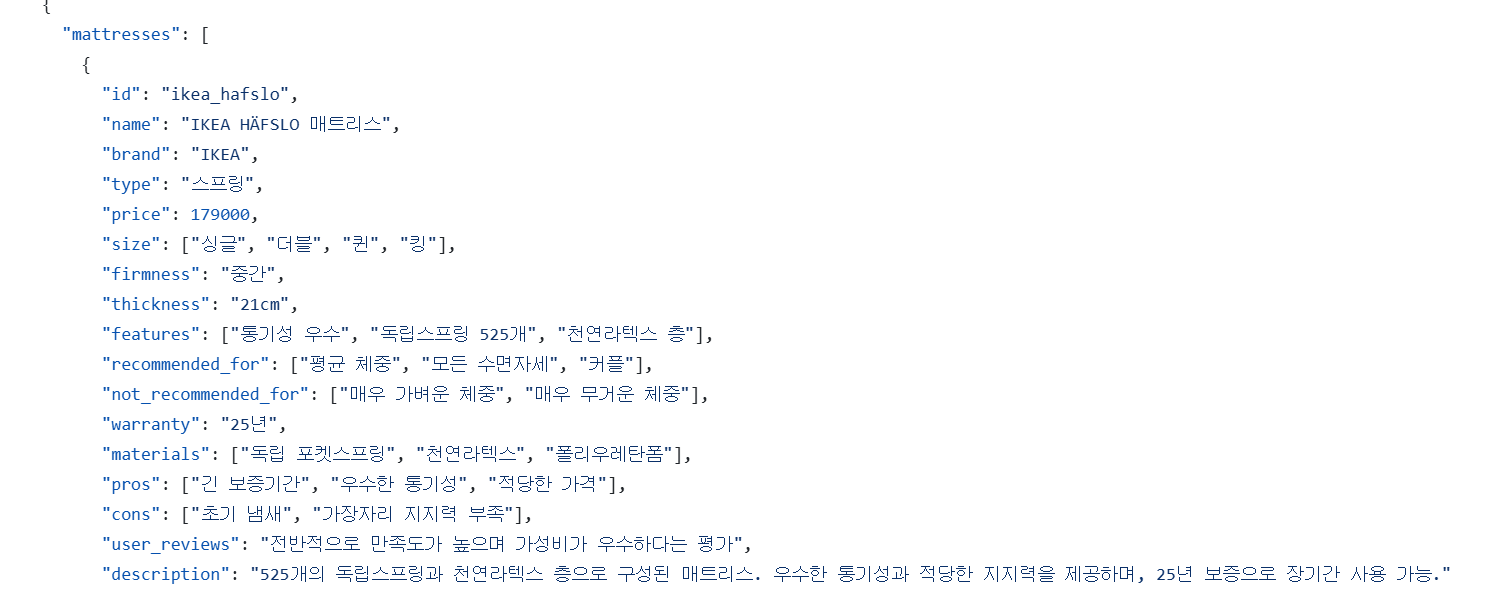 {
"mattresses": [
{
"id": "ikea_hafslo",
"name": "IKEA HÄFSLO 매트리스",
"brand": "IKEA",
"type": "스프링",
"price": 179000,
"size": ["싱글", "더블", "퀸", "킹"],
"firmness": "중간",
"thickness": "21cm",
"features": ["통기성 우수", "독립스프링 525개", "천연라텍스 층"],
"recommended_for": ["평균 체중", "모든 수면자세", "커플"],
"not_recommended_for": ["매우 가벼운 체중", "매우 무거운 체중"],
"warranty": "25년",
"materials": ["독립 포켓스프링", "천연라텍스", "폴리우레탄폼"],
"pros": ["긴 보증기간", "우수한 통기성", "적당한 가격"],
"cons": ["초기 냄새", "가장자리 지지력 부족"],
"user_reviews": "전반적으로 만족도가 높으며 가성비가 우수하다는 평가",
"description": "525개의 독립스프링과 천연라텍스 층으로 구성된 매트리스. 우수한 통기성과 적당한 지지력을 제공하며, 25년 보증으로 장기간 사용 가능."